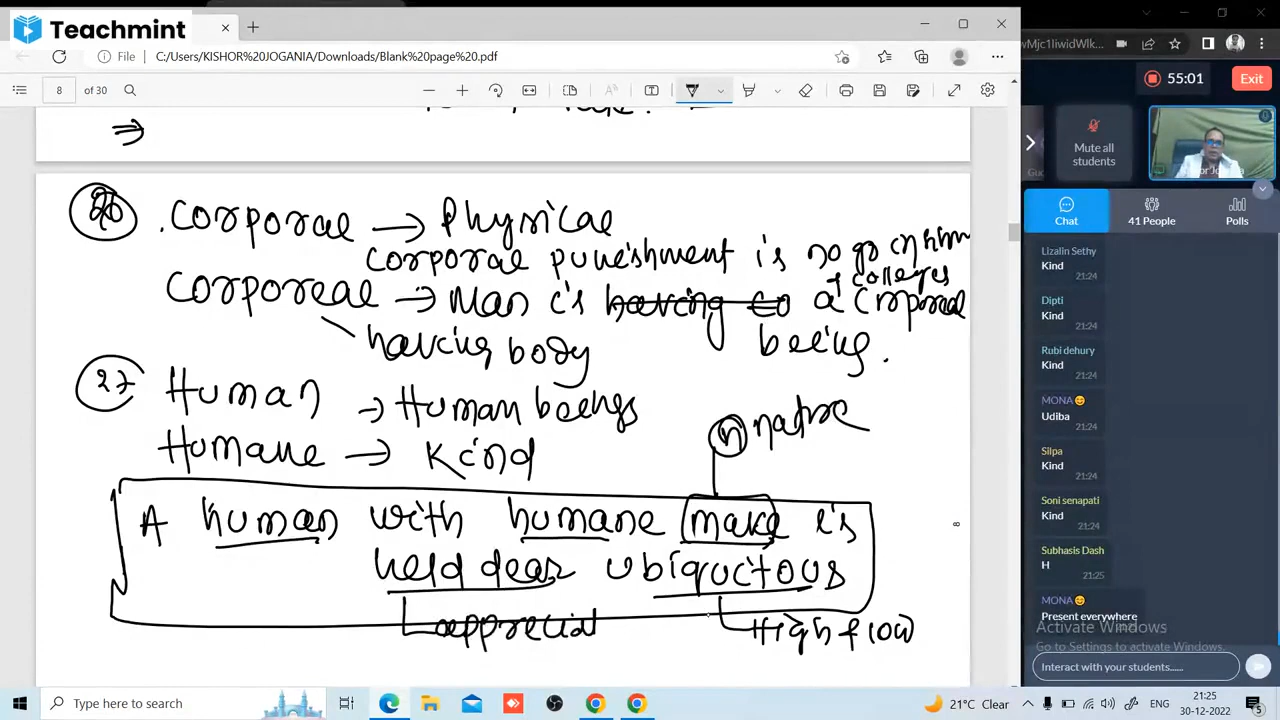 Teachmint
File
C:/Users/KISHOR%20JOGANIA/Downloads/Blank%20page%20.pdf
8 of 30
⇒
26 . Corporal → Physical
corporal punishment is no go in
& colleges
Corporeal → Man is having co a Corporeal
being.
having body
27 Human → Human beings
Humane → Kind
n nature
A human with humane make is
held dear ubiquitous
appreciat
High & low
wMjc1IiwidWlk...
55:01
Exit
Mute all
students
Chat
41 People
Polls
Lizalin Sethy
Kind
21:24
Dipti
Kind
21:24
Rubi dehury
Kind
21:24
MONA😊
Udiba
21:24
Silpa
Kind
21:24
Soni senapati
Kind
21:24
Subhasis Dash
H
21:25
MONA😊
Present everywhere
21:25
Activate Windows
Go to Settings to activate Windows.
Interact with your students......
Type here to search
21°C Clear
ENG
21:25
30-12-2022
5